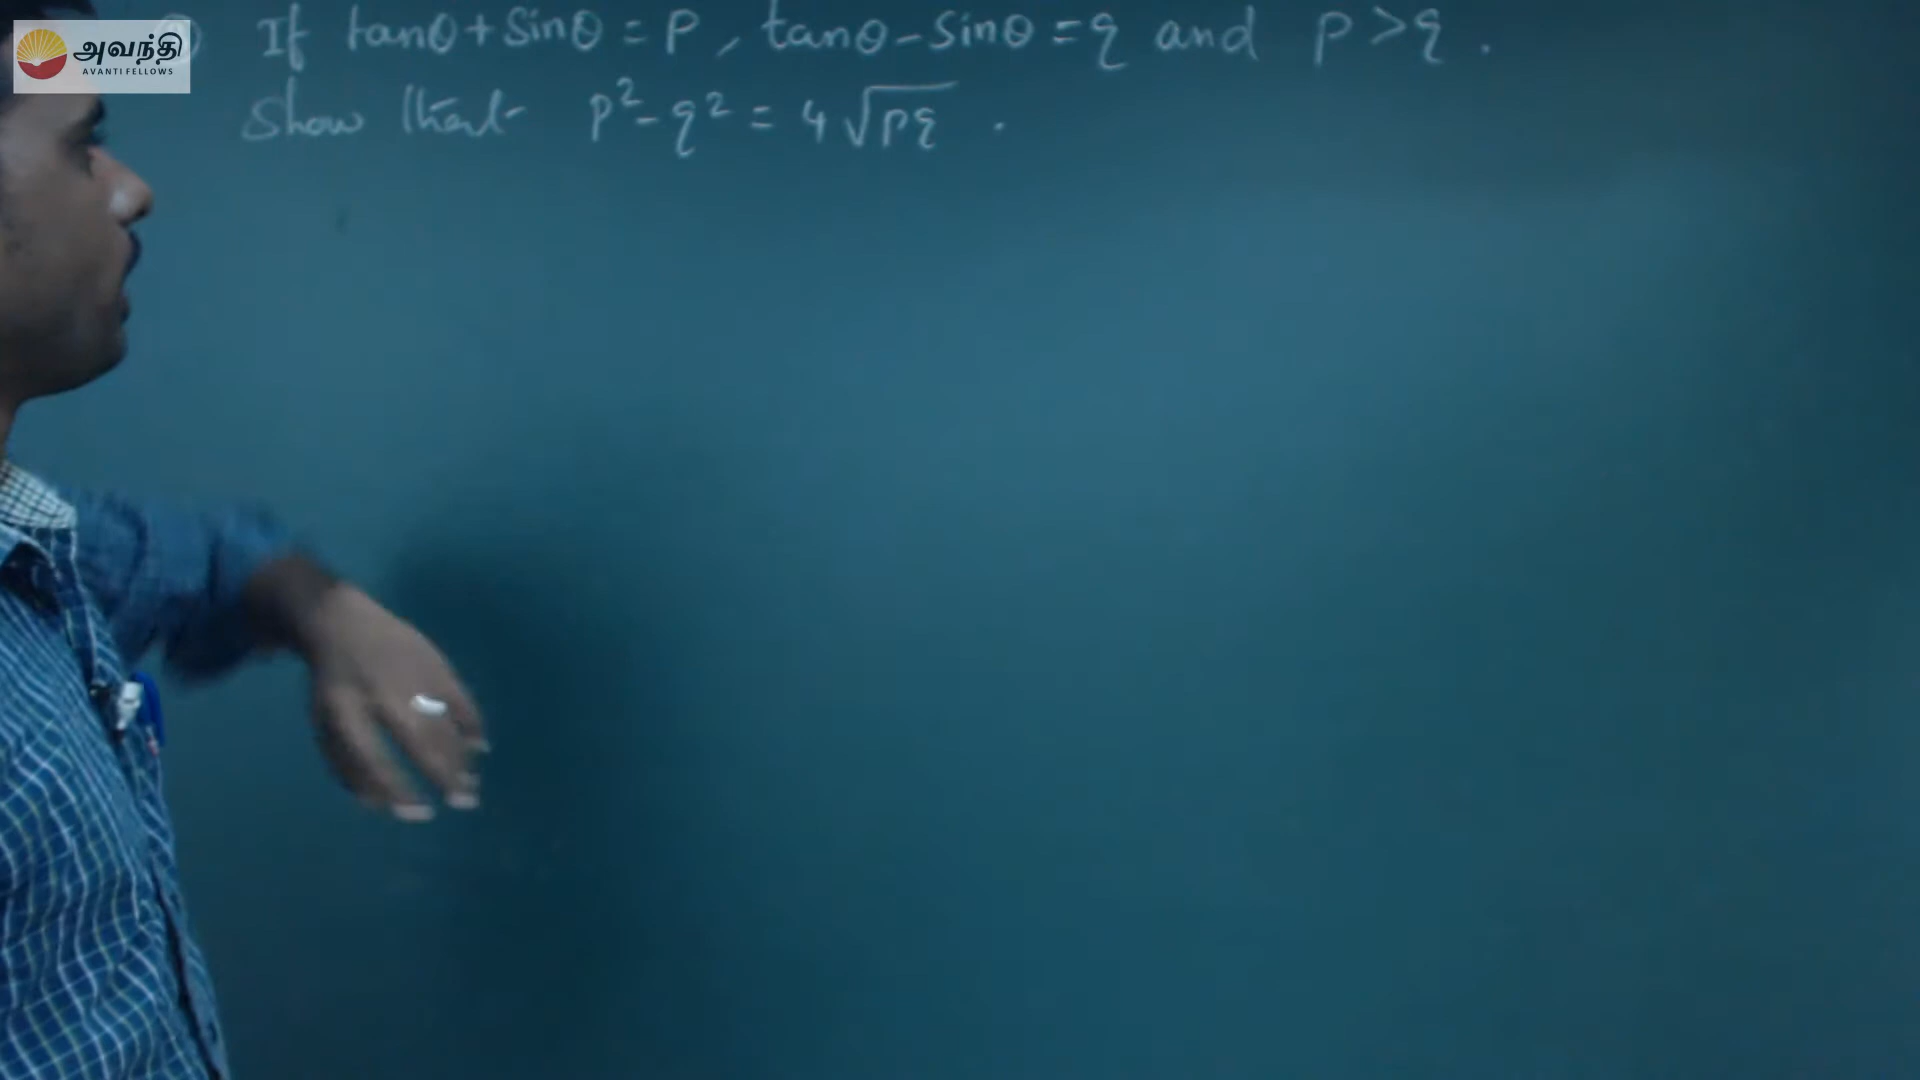 அவந்தி
AVANTI FELLOWS
If tanθ + sinθ = P, tanθ - sinθ = q and P > q.
Show that P² - q² = 4√pq.